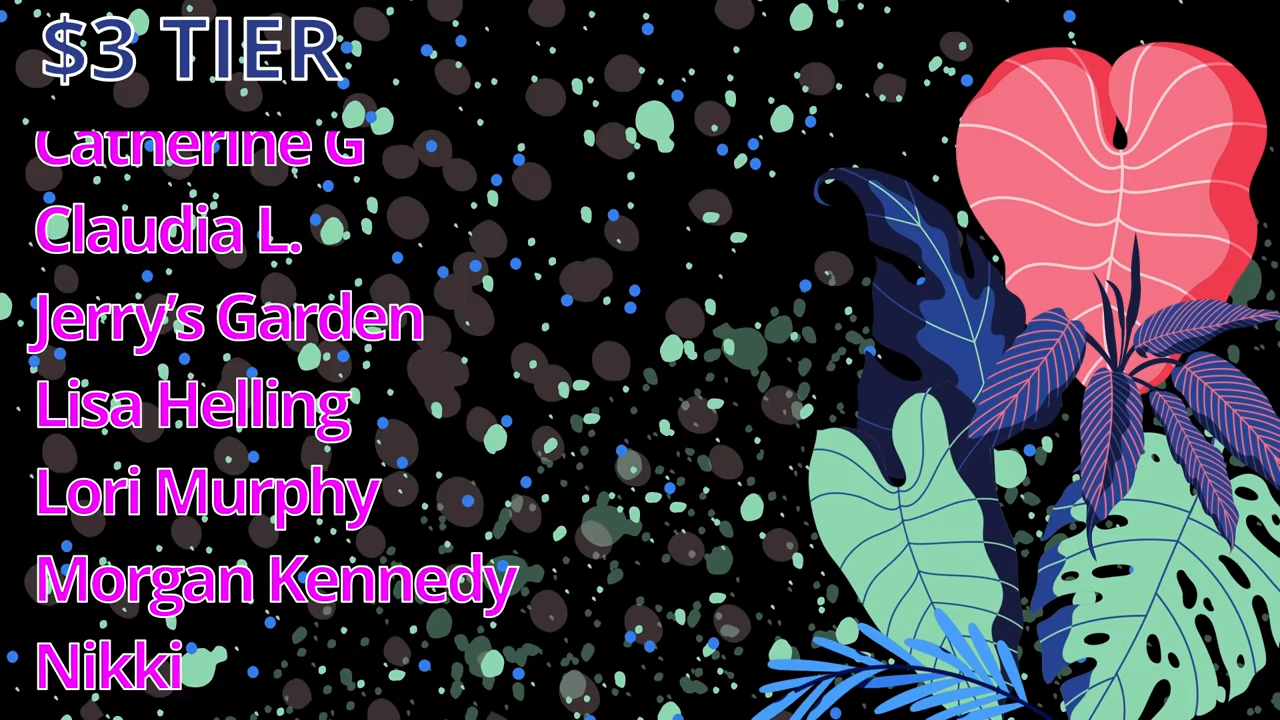 $3 TIER
Catherine G
Claudia L.
Jerry's Garden
Lisa Helling
Lori Murphy
Morgan Kennedy
Nikki